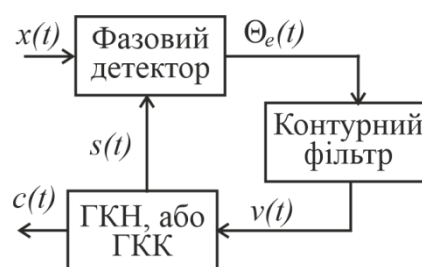 x(t)
Фазовий
детектор
Θe(t)
Контурний
фільтр
s(t)
c(t)
ГКН, або
ГКК
v(t)